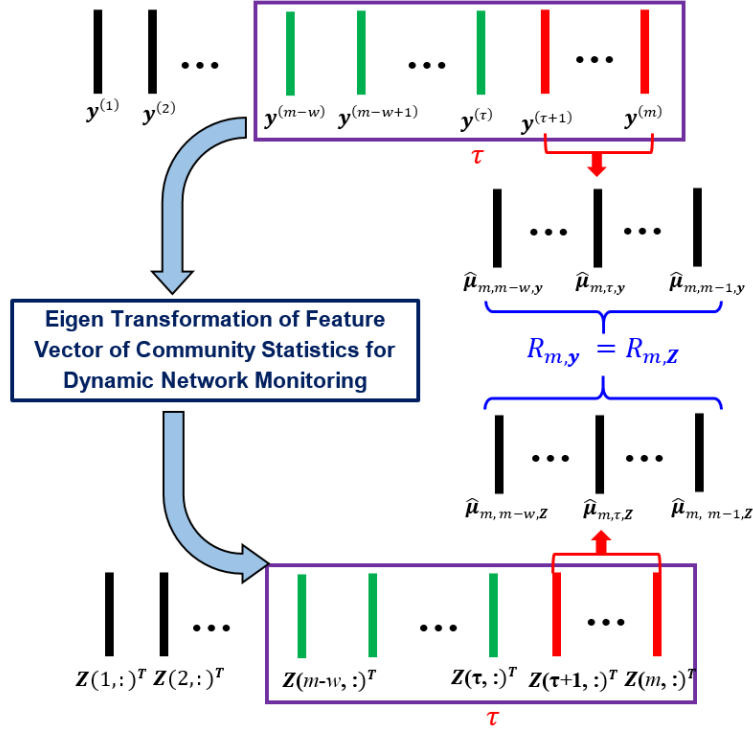 y^(1) y^(2) ••• y^(m−w) y^(m−w+1) ••• y^(τ) y^(τ+1) ••• y^(m)
τ
••• •••
μ̂_{m,m−w,y} μ̂_{m,τ,y} μ̂_{m,m−1,y}
Eigen Transformation of Feature
Vector of Community Statistics for
Dynamic Network Monitoring
R_{m,y} = R_{m,Z}
••• •••
μ̂_{m,m−w,Z} μ̂_{m,τ,Z} μ̂_{m, m−1,Z}
••• ••• •••
Z(1,:)^T Z(2,:)^T Z(m-w, :)^T Z(τ, :)^T Z(τ+1, :)^T Z(m, :)^T
τ